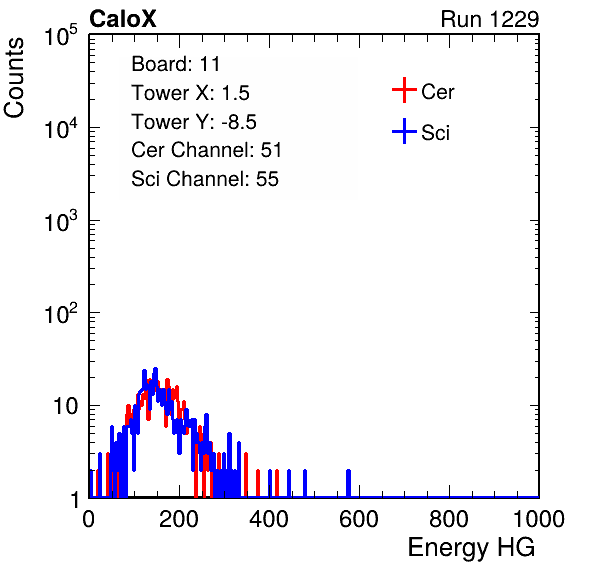 CaloX Run 1229
Counts
Board: 11
Tower X: 1.5
Tower Y: -8.5
Cer Channel: 51
Sci Channel: 55
Cer
Sci
10^5
10^4
10^3
10^2
10
1
0 200 400 600 800 1000
Energy HG